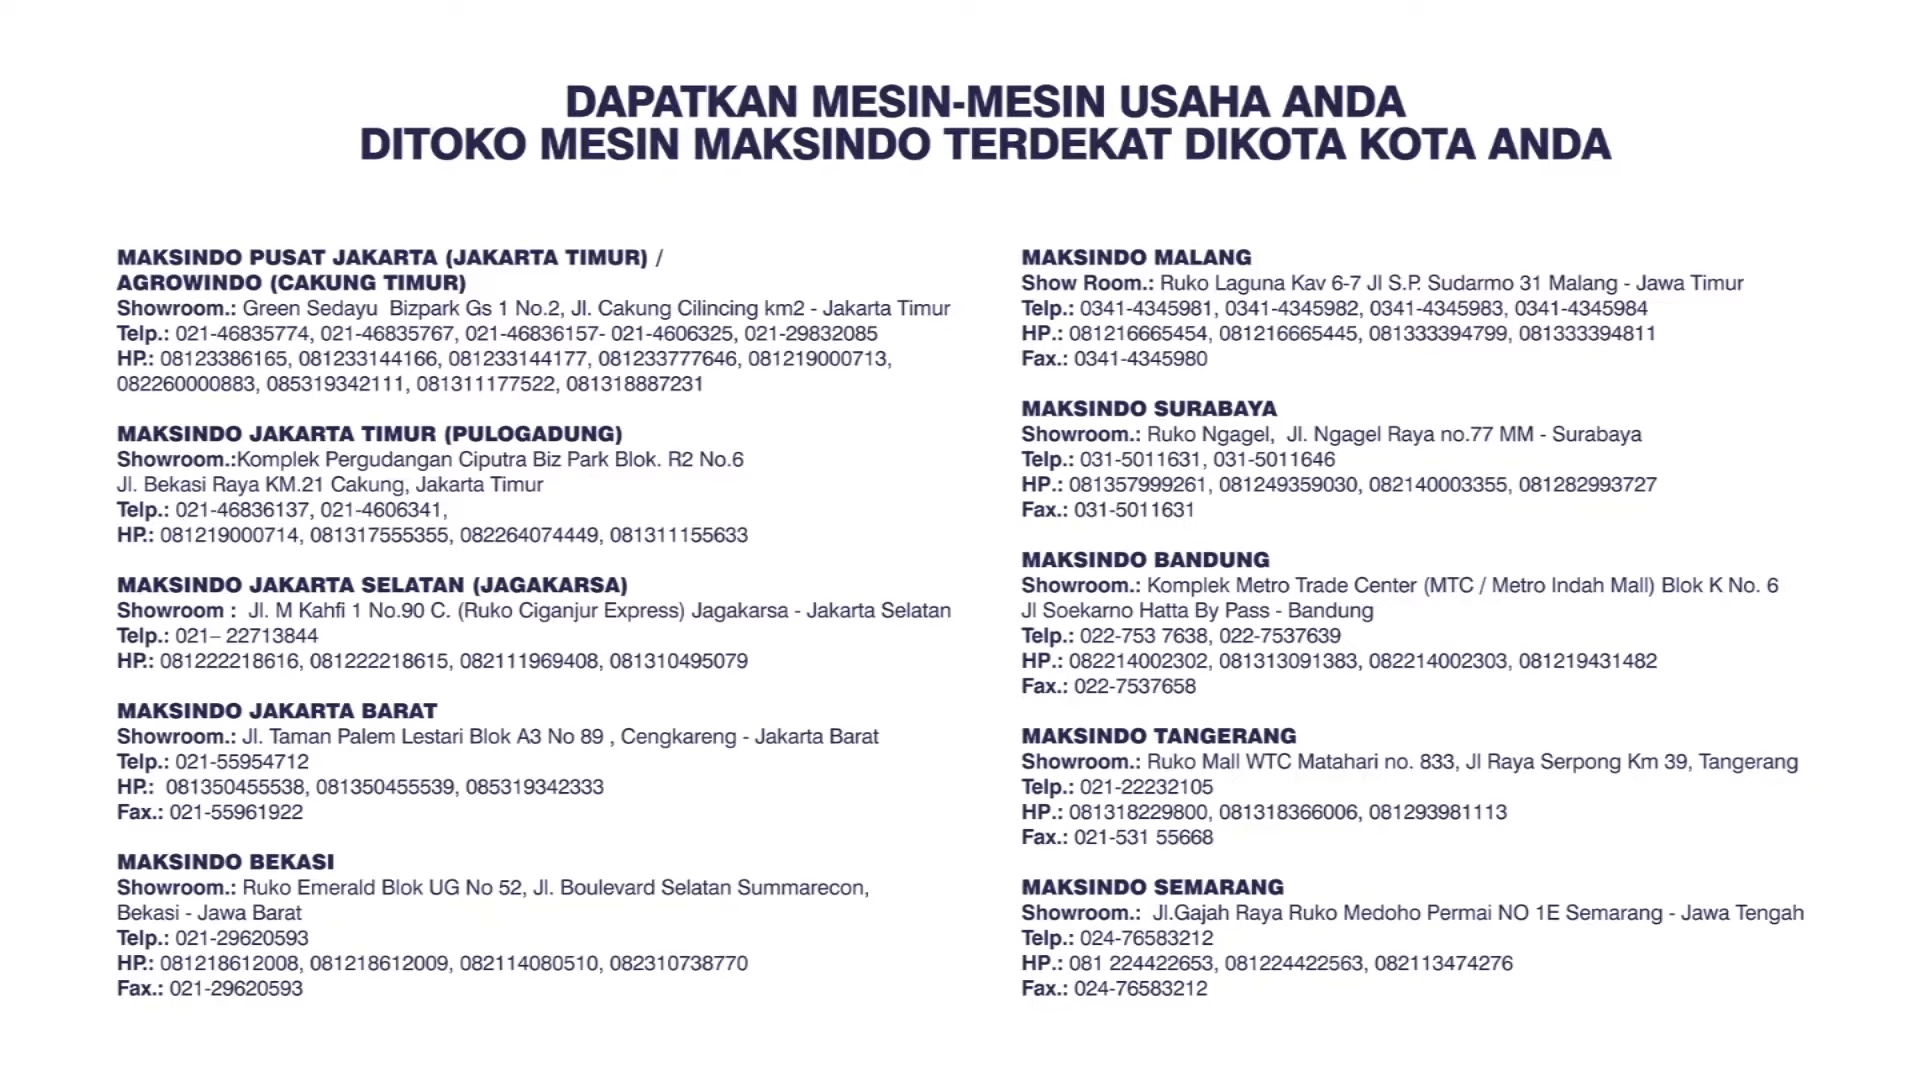 DAPATKAN MESIN-MESIN USAHA ANDA
DITOKO MESIN MAKSINDO TERDEKAT DIKOTA KOTA ANDA
MAKSINDO PUSAT JAKARTA (JAKARTA TIMUR) /
AGROWINDO (CAKUNG TIMUR)
Showroom.: Green Sedayu Bizpark Gs 1 No.2, Jl. Cakung Cilincing km2 - Jakarta Timur
Telp.: 021-46835774, 021-46835767, 021-46836157- 021-4606325, 021-29832085
HP.: 08123386165, 081233144166, 081233144177, 081233777646, 081219000713,
082260000883, 085319342111, 081311177522, 081318887231
MAKSINDO JAKARTA TIMUR (PULOGADUNG)
Showroom.:Komplek Pergudangan Ciputra Biz Park Blok. R2 No.6
Jl. Bekasi Raya KM.21 Cakung, Jakarta Timur
Telp.: 021-46836137, 021-4606341,
HP.: 081219000714, 081317555355, 082264074449, 081311155633
MAKSINDO JAKARTA SELATAN (JAGAKARSA)
Showroom : Jl. M Kahfi 1 No.90 C. (Ruko Ciganjur Express) Jagakarsa - Jakarta Selatan
Telp.: 021– 22713844
HP.: 081222218616, 081222218615, 082111969408, 081310495079
MAKSINDO JAKARTA BARAT
Showroom.: Jl. Taman Palem Lestari Blok A3 No 89 , Cengkareng - Jakarta Barat
Telp.: 021-55954712
HP.: 081350455538, 081350455539, 085319342333
Fax.: 021-55961922
MAKSINDO BEKASI
Showroom.: Ruko Emerald Blok UG No 52, Jl. Boulevard Selatan Summarecon,
Bekasi - Jawa Barat
Telp.: 021-29620593
HP.: 081218612008, 081218612009, 082114080510, 082310738770
Fax.: 021-29620593
MAKSINDO MALANG
Show Room.: Ruko Laguna Kav 6-7 Jl S.P. Sudarmo 31 Malang - Jawa Timur
Telp.: 0341-4345981, 0341-4345982, 0341-4345983, 0341-4345984
HP.: 081216665454, 081216665445, 081333394799, 081333394811
Fax.: 0341-4345980
MAKSINDO SURABAYA
Showroom.: Ruko Ngagel, Jl. Ngagel Raya no.77 MM - Surabaya
Telp.: 031-5011631, 031-5011646
HP.: 081357999261, 081249359030, 082140003355, 081282993727
Fax.: 031-5011631
MAKSINDO BANDUNG
Showroom.: Komplek Metro Trade Center (MTC / Metro Indah Mall) Blok K No. 6
Jl Soekarno Hatta By Pass - Bandung
Telp.: 022-753 7638, 022-7537639
HP.: 082214002302, 081313091383, 082214002303, 081219431482
Fax.: 022-7537658
MAKSINDO TANGERANG
Showroom.: Ruko Mall WTC Matahari no. 833, Jl Raya Serpong Km 39, Tangerang
Telp.: 021-22232105
HP.: 081318229800, 081318366006, 081293981113
Fax.: 021-531 55668
MAKSINDO SEMARANG
Showroom.: Jl.Gajah Raya Ruko Medoho Permai NO 1E Semarang - Jawa Tengah
Telp.: 024-76583212
HP.: 081 224422653, 081224422563, 082113474276
Fax.: 024-76583212